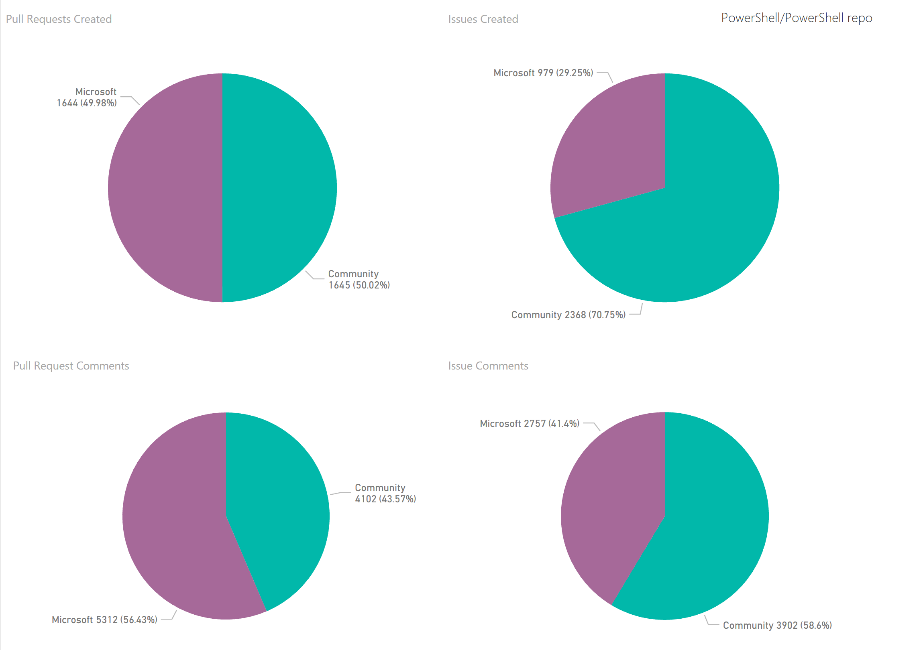 Pull Requests Created
Issues Created
PowerShell/PowerShell repo
Microsoft
1644 (49.98%)
Community
1645 (50.02%)
Microsoft 979 (29.25%)
Community 2368 (70.75%)
Pull Request Comments
Issue Comments
Community
4102 (43.57%)
Microsoft 5312 (56.43%)
Microsoft 2757 (41.4%)
Community 3902 (58.6%)